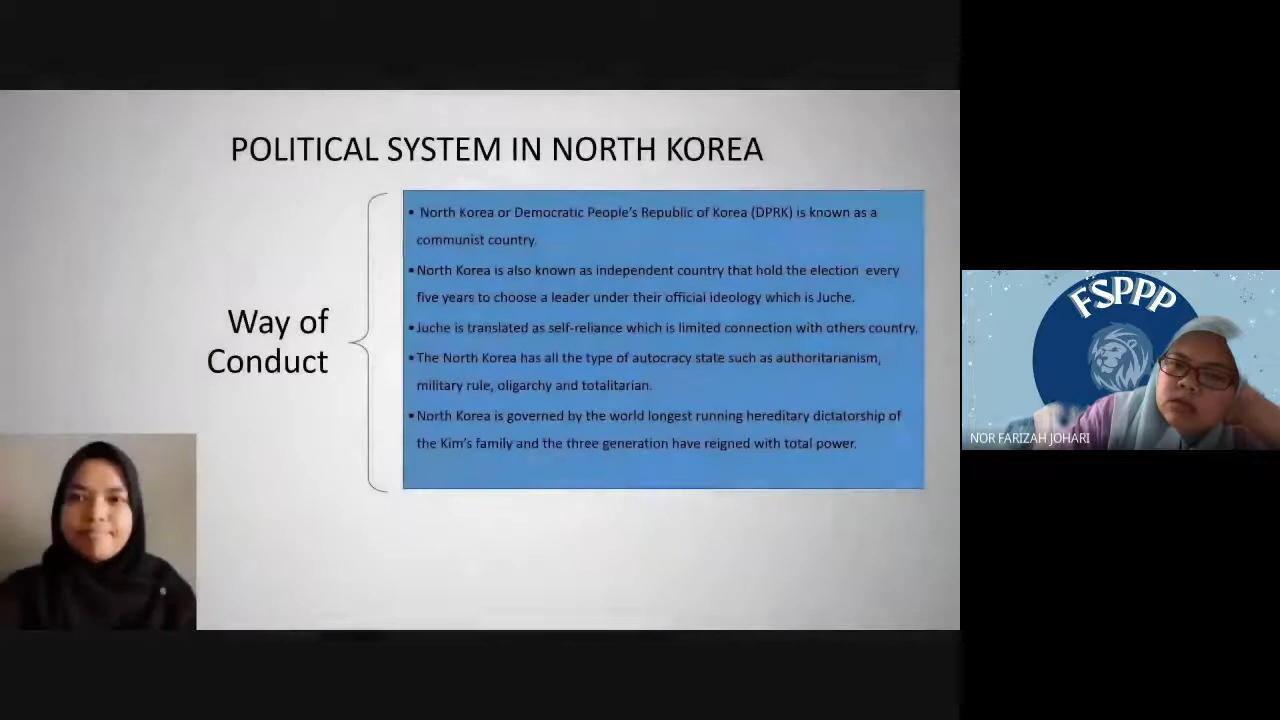 POLITICAL SYSTEM IN NORTH KOREA
Way of
Conduct
• North Korea or Democratic People's Republic of Korea (DPRK) is known as a
communist country.
• North Korea is also known as independent country that hold the election every
five years to choose a leader under their official ideology which is Juche.
• Juche is translated as self-reliance which is limited connection with others country.
• The North Korea has all the type of autocracy state such as authoritarianism,
military rule, oligarchy and totalitarian.
• North Korea is governed by the world longest running hereditary dictatorship of
the Kim's family and the three generation have reigned with total power.
FSPPP
NOR FARIZAH JOHARI